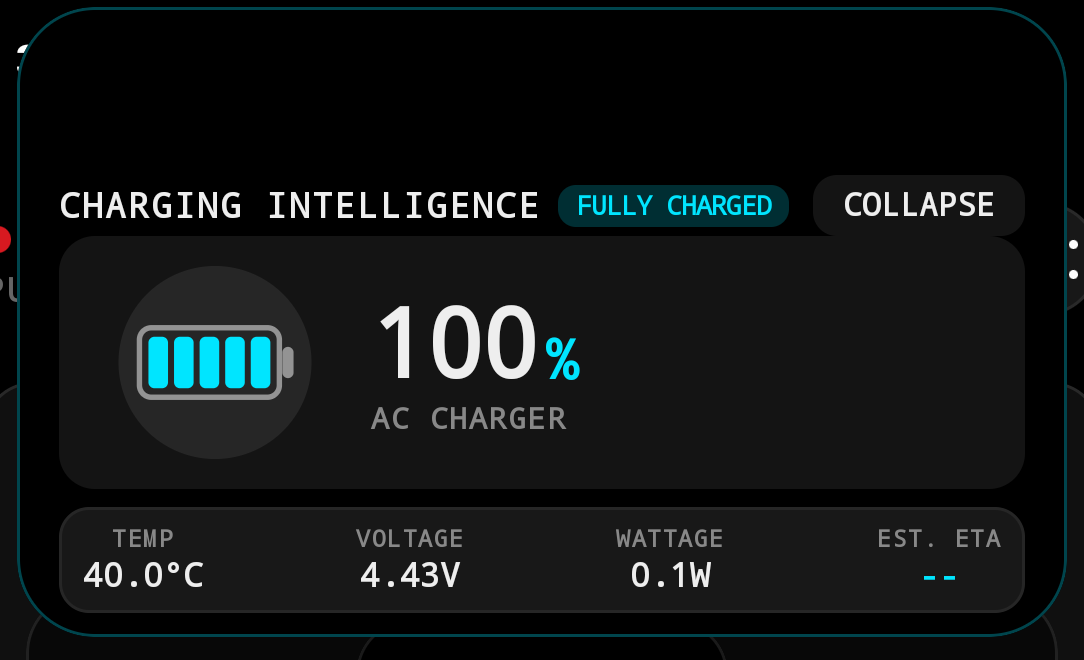 CHARGING INTELLIGENCE FULLY CHARGED COLLAPSE
100%
AC CHARGER
TEMP VOLTAGE WATTAGE EST. ETA
40.0°C 4.43V 0.1W --